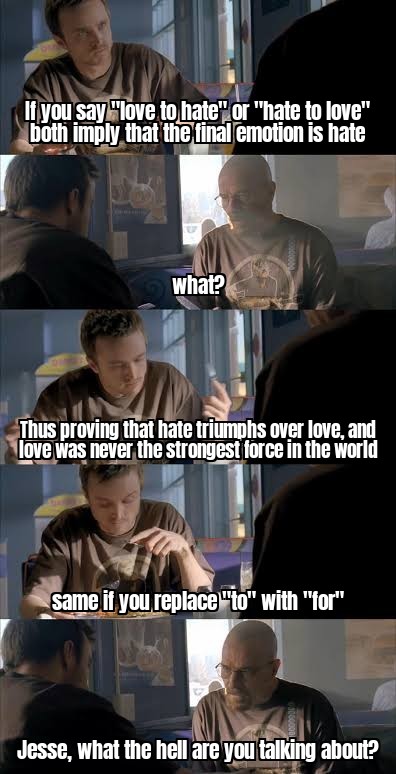 If you say "love to hate" or "hate to love"
both imply that the final emotion is hate
what?
Thus proving that hate triumphs over love, and
love was never the strongest force in the world
same if you replace "to" with "for"
Jesse, what the hell are you talking about?